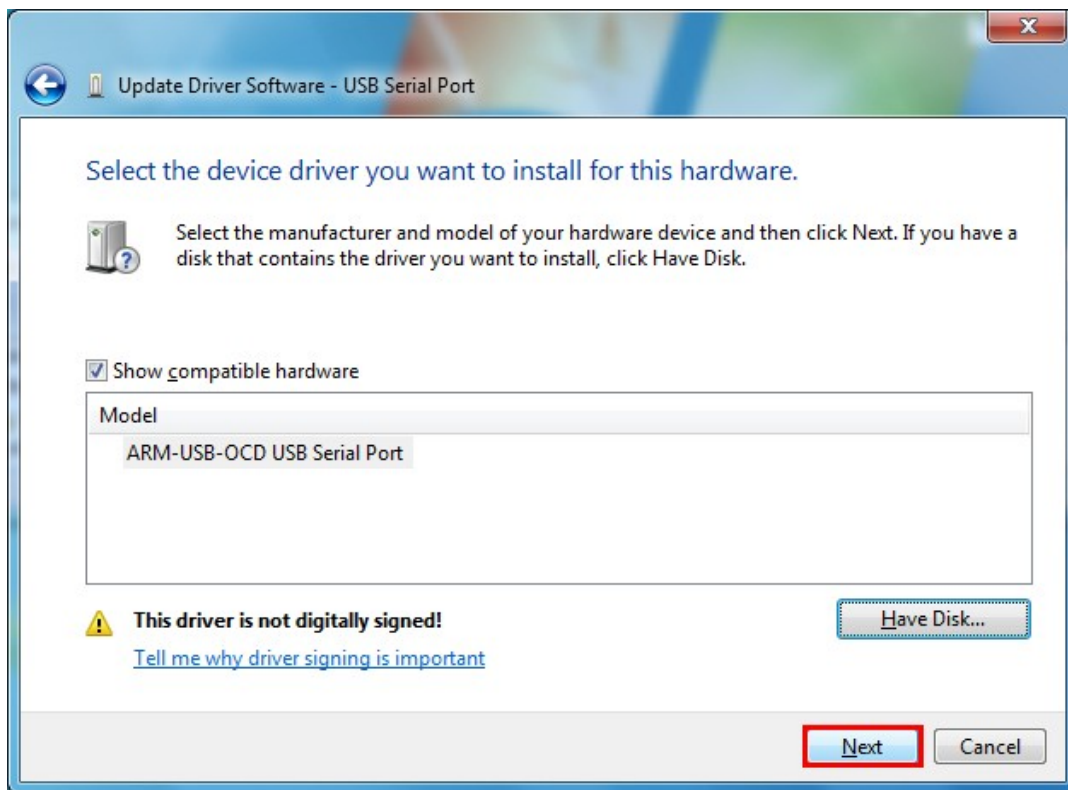 X
Update Driver Software - USB Serial Port
Select the device driver you want to install for this hardware.
Select the manufacturer and model of your hardware device and then click Next. If you have a
disk that contains the driver you want to install, click Have Disk.
Show compatible hardware
Model
ARM-USB-OCD USB Serial Port
This driver is not digitally signed!
Have Disk...
Tell me why driver signing is important
Next
Cancel